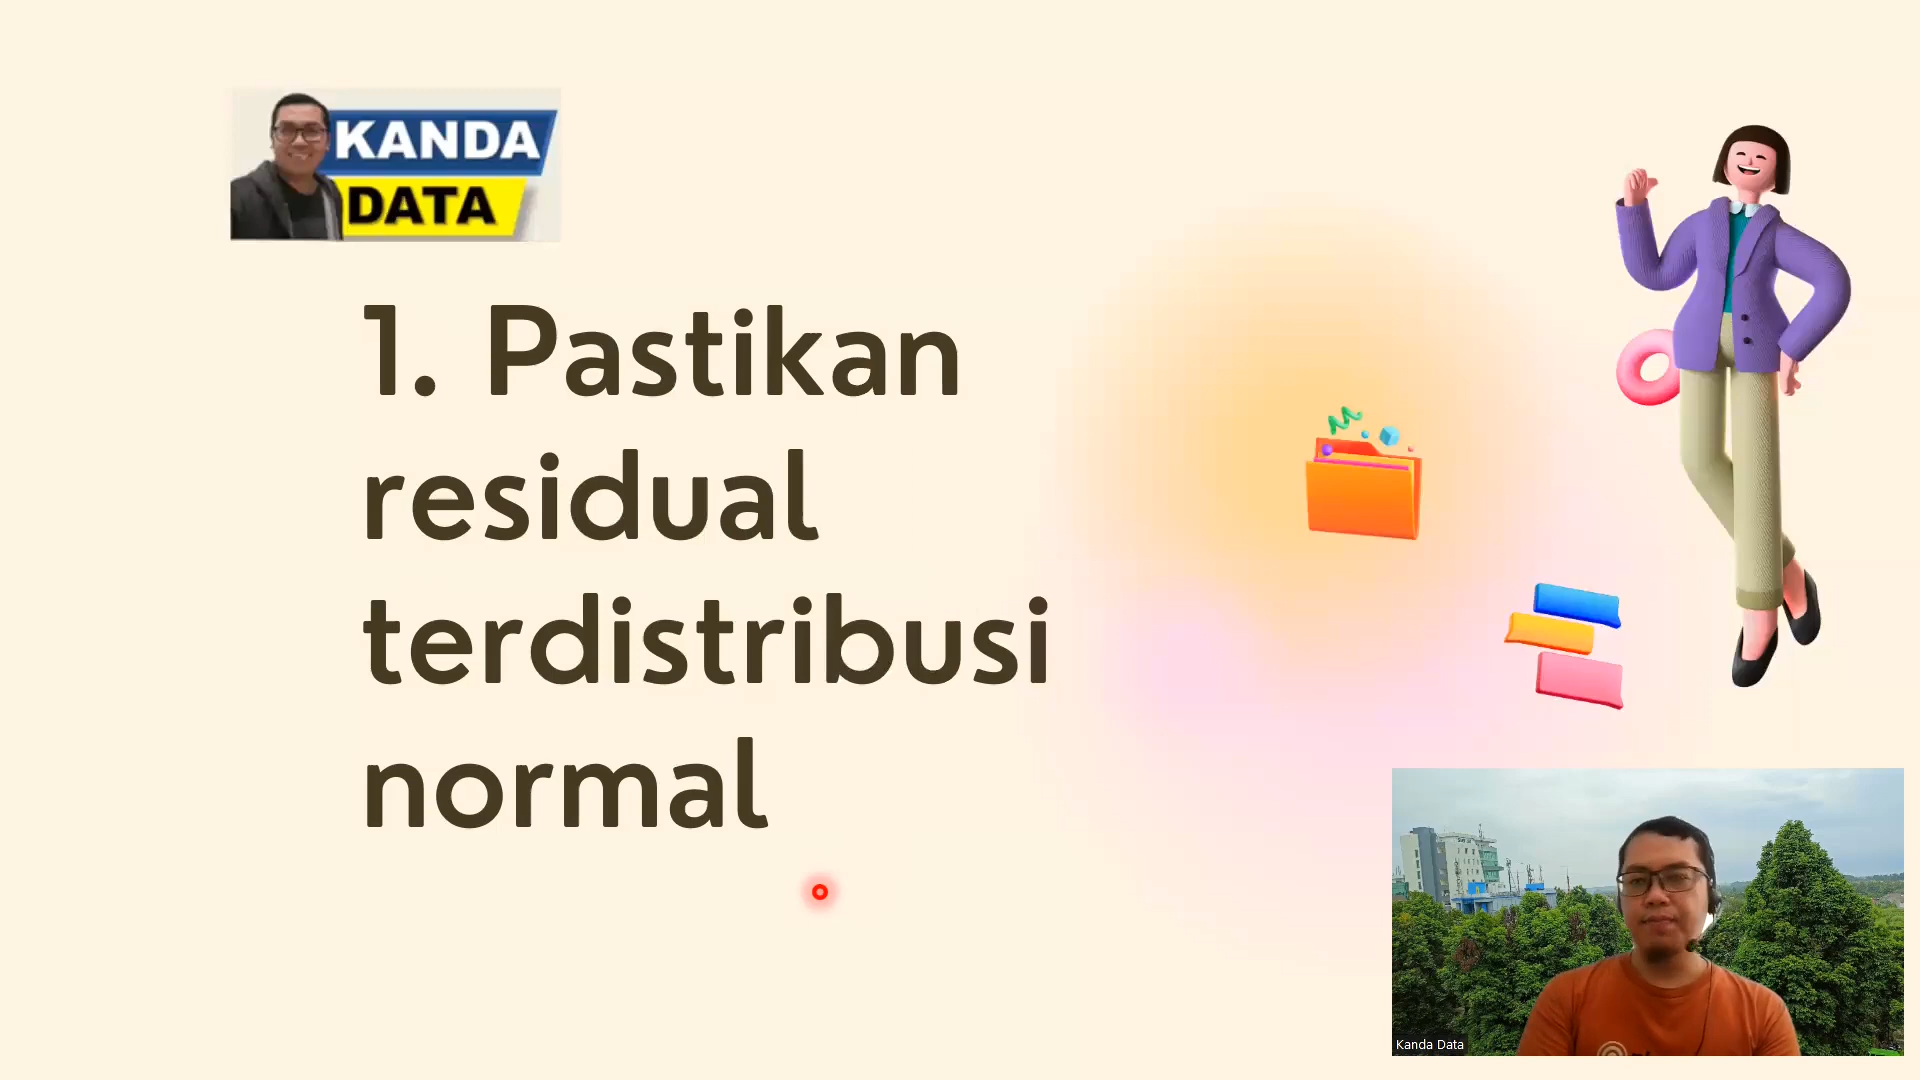 KANDA
DATA
1. Pastikan
residual
terdistribusi
normal
Kanda Data